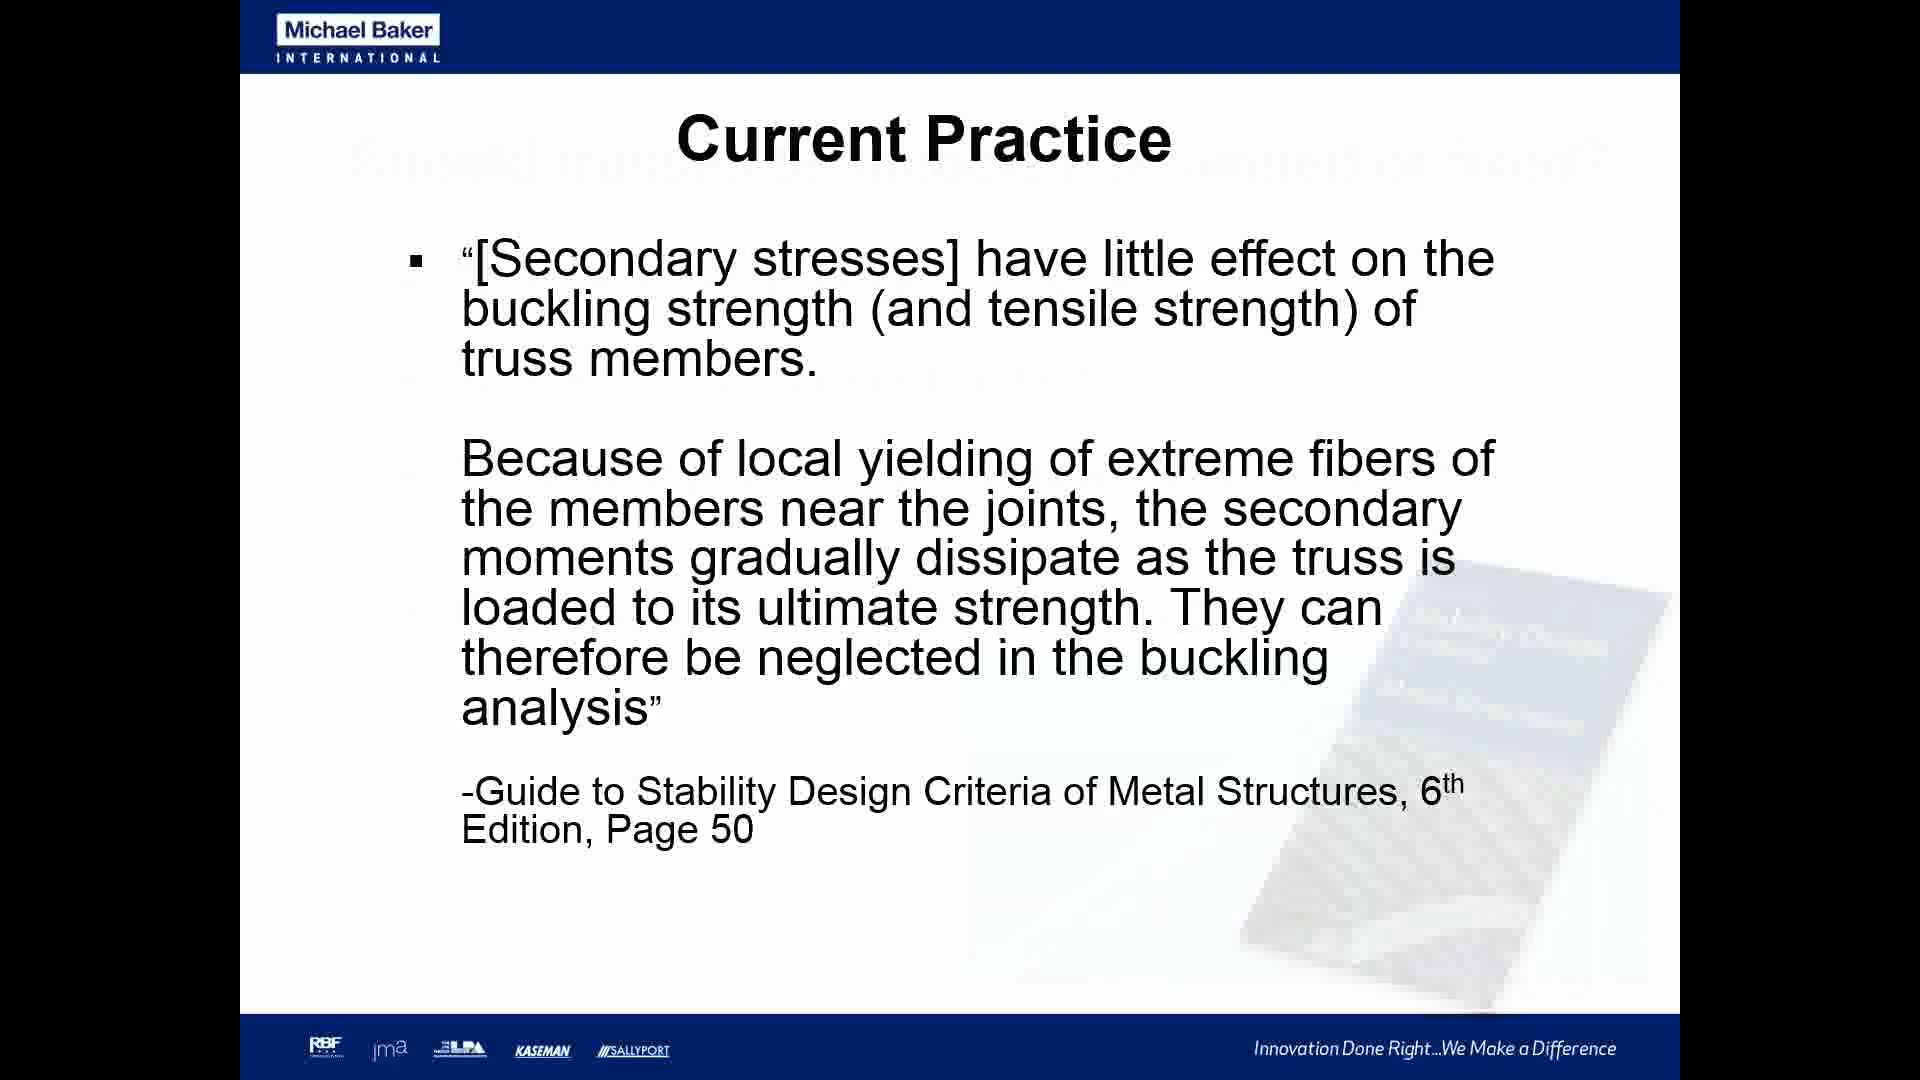 Michael Baker
INTERNATIONAL
Current Practice
▪ “[Secondary stresses] have little effect on the
buckling strength (and tensile strength) of
truss members.
Because of local yielding of extreme fibers of
the members near the joints, the secondary
moments gradually dissipate as the truss is
loaded to its ultimate strength. They can
therefore be neglected in the buckling
analysis”
-Guide to Stability Design Criteria of Metal Structures, 6th
Edition, Page 50
RBF
jma
LPA
KASEMAN
SALLYPORT
Innovation Done Right...We Make a Difference